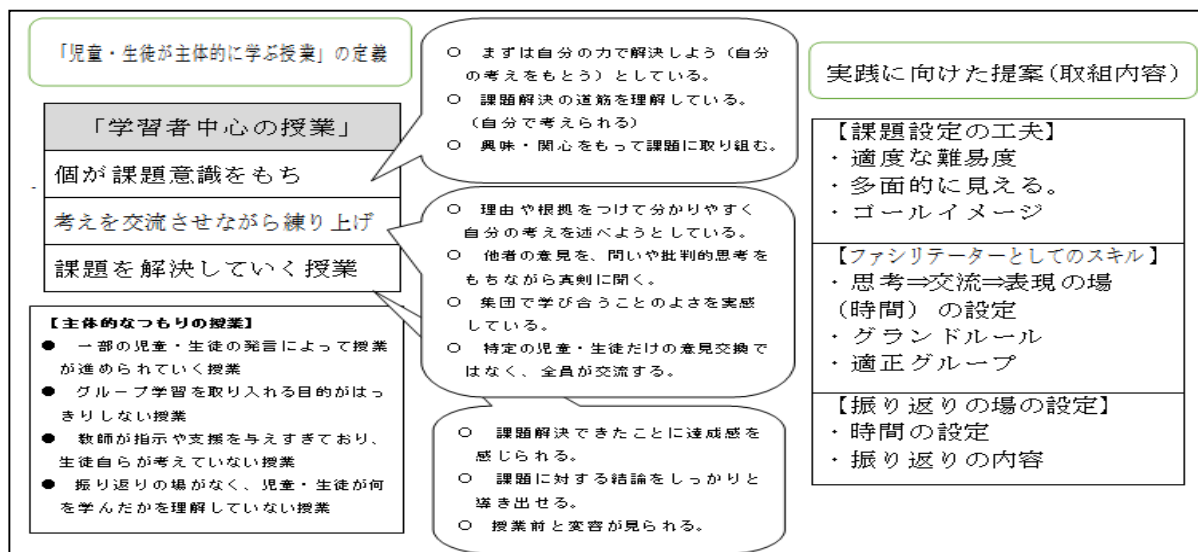 「児童・生徒が主体的に学ぶ授業」の定義
「学習者中心の授業」
個が課題意識をもち
考えを交流させながら練り上げ
課題を解決していく授業
【主体的なつもりの授業】
● 一部の児童・生徒の発言によって授業
が進められていく授業
● グループ学習を取り入れる目的がはっ
きりしない授業
● 教師が指示や支援を与えすぎており、
生徒自らが考えていない授業
● 振り返りの場がなく、児童・生徒が何
を学んだかを理解していない授業
○ まずは自分の力で解決しよう（自分
の考えをもとう）としている。
○ 課題解決の道筋を理解している。
（自分で考えられる）
○ 興味・関心をもって課題に取り組む。
○ 理由や根拠をつけて分かりやすく
自分の考えを述べようとしている。
○ 他者の意見を、問いや批判的思考を
もちながら真剣に聞く。
○ 集団で学び合うことのよさを実感
している。
○ 特定の児童・生徒だけの意見交換で
はなく、全員が交流する。
○ 課題解決できたことに達成感を
感じられる。
○ 課題に対する結論をしっかりと
導き出せる。
○ 授業前と変容が見られる。
実践に向けた提案(取組内容)
【課題設定の工夫】
・適度な難易度
・多面的に見える。
・ゴールイメージ
【ファシリテーターとしてのスキル】
・思考⇒交流⇒表現の場
（時間）の設定
・グランドルール
・適正グループ
【振り返りの場の設定】
・時間の設定
・振り返りの内容